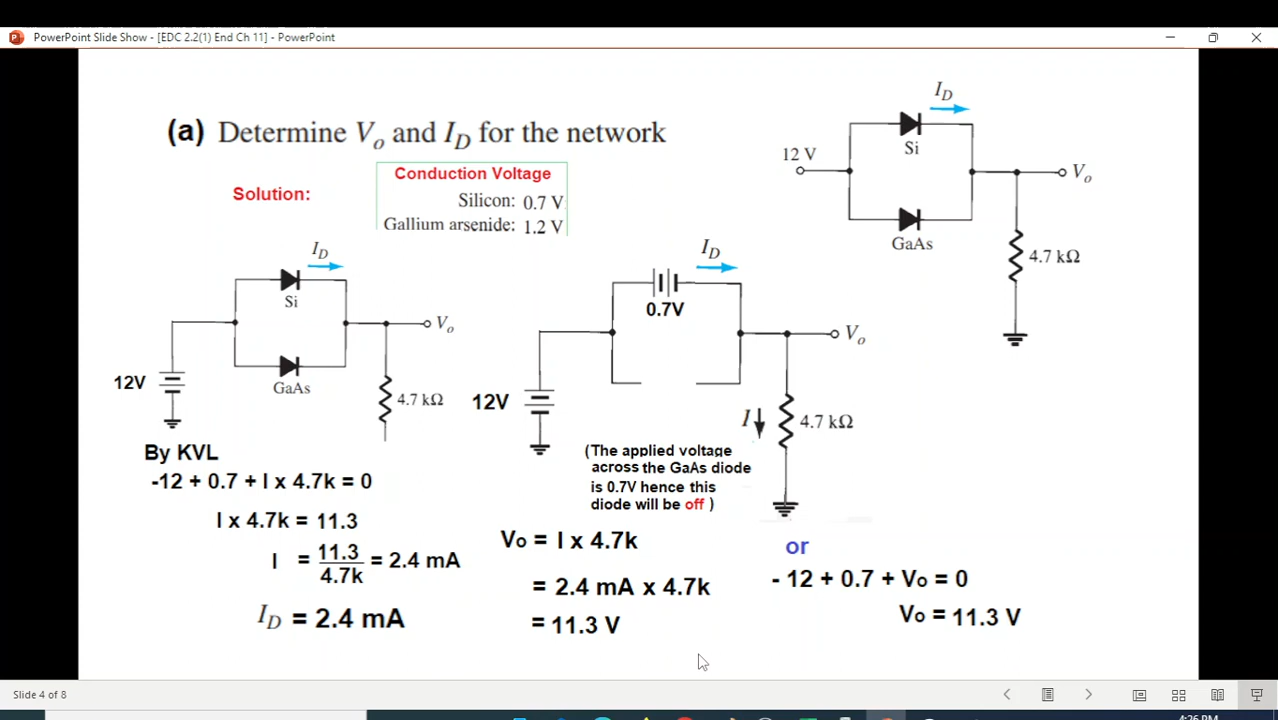 PowerPoint Slide Show - [EDC 2.2(1) End Ch 11] - PowerPoint
(a) Determine Vo and ID for the network
Solution:
Conduction Voltage
Silicon: 0.7 V
Gallium arsenide: 1.2 V
ID
Si
12 V
Vo
GaAs
4.7 kΩ
ID
Si
Vo
GaAs
12V
4.7 kΩ
ID
0.7V
Vo
12V
I
4.7 kΩ
(The applied voltage
across the GaAs diode
is 0.7V hence this
diode will be off )
By KVL
-12 + 0.7 + I x 4.7k = 0
I x 4.7k = 11.3
I = 11.3 / 4.7k = 2.4 mA
ID = 2.4 mA
Vo = I x 4.7k
= 2.4 mA x 4.7k
= 11.3 V
or
- 12 + 0.7 + Vo = 0
Vo = 11.3 V
Slide 4 of 8
4:26 PM